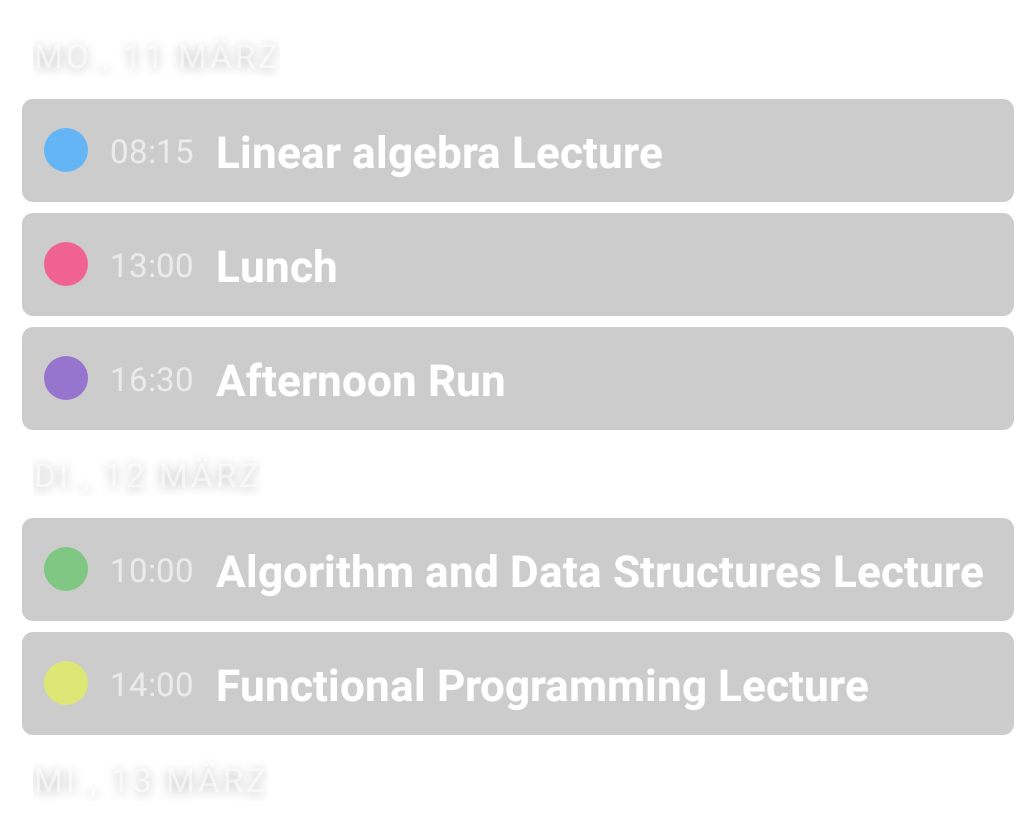 MO., 11 MÄRZ
08:15 Linear algebra Lecture
13:00 Lunch
16:30 Afternoon Run
DI., 12 MÄRZ
10:00 Algorithm and Data Structures Lecture
14:00 Functional Programming Lecture
MI., 13 MÄRZ